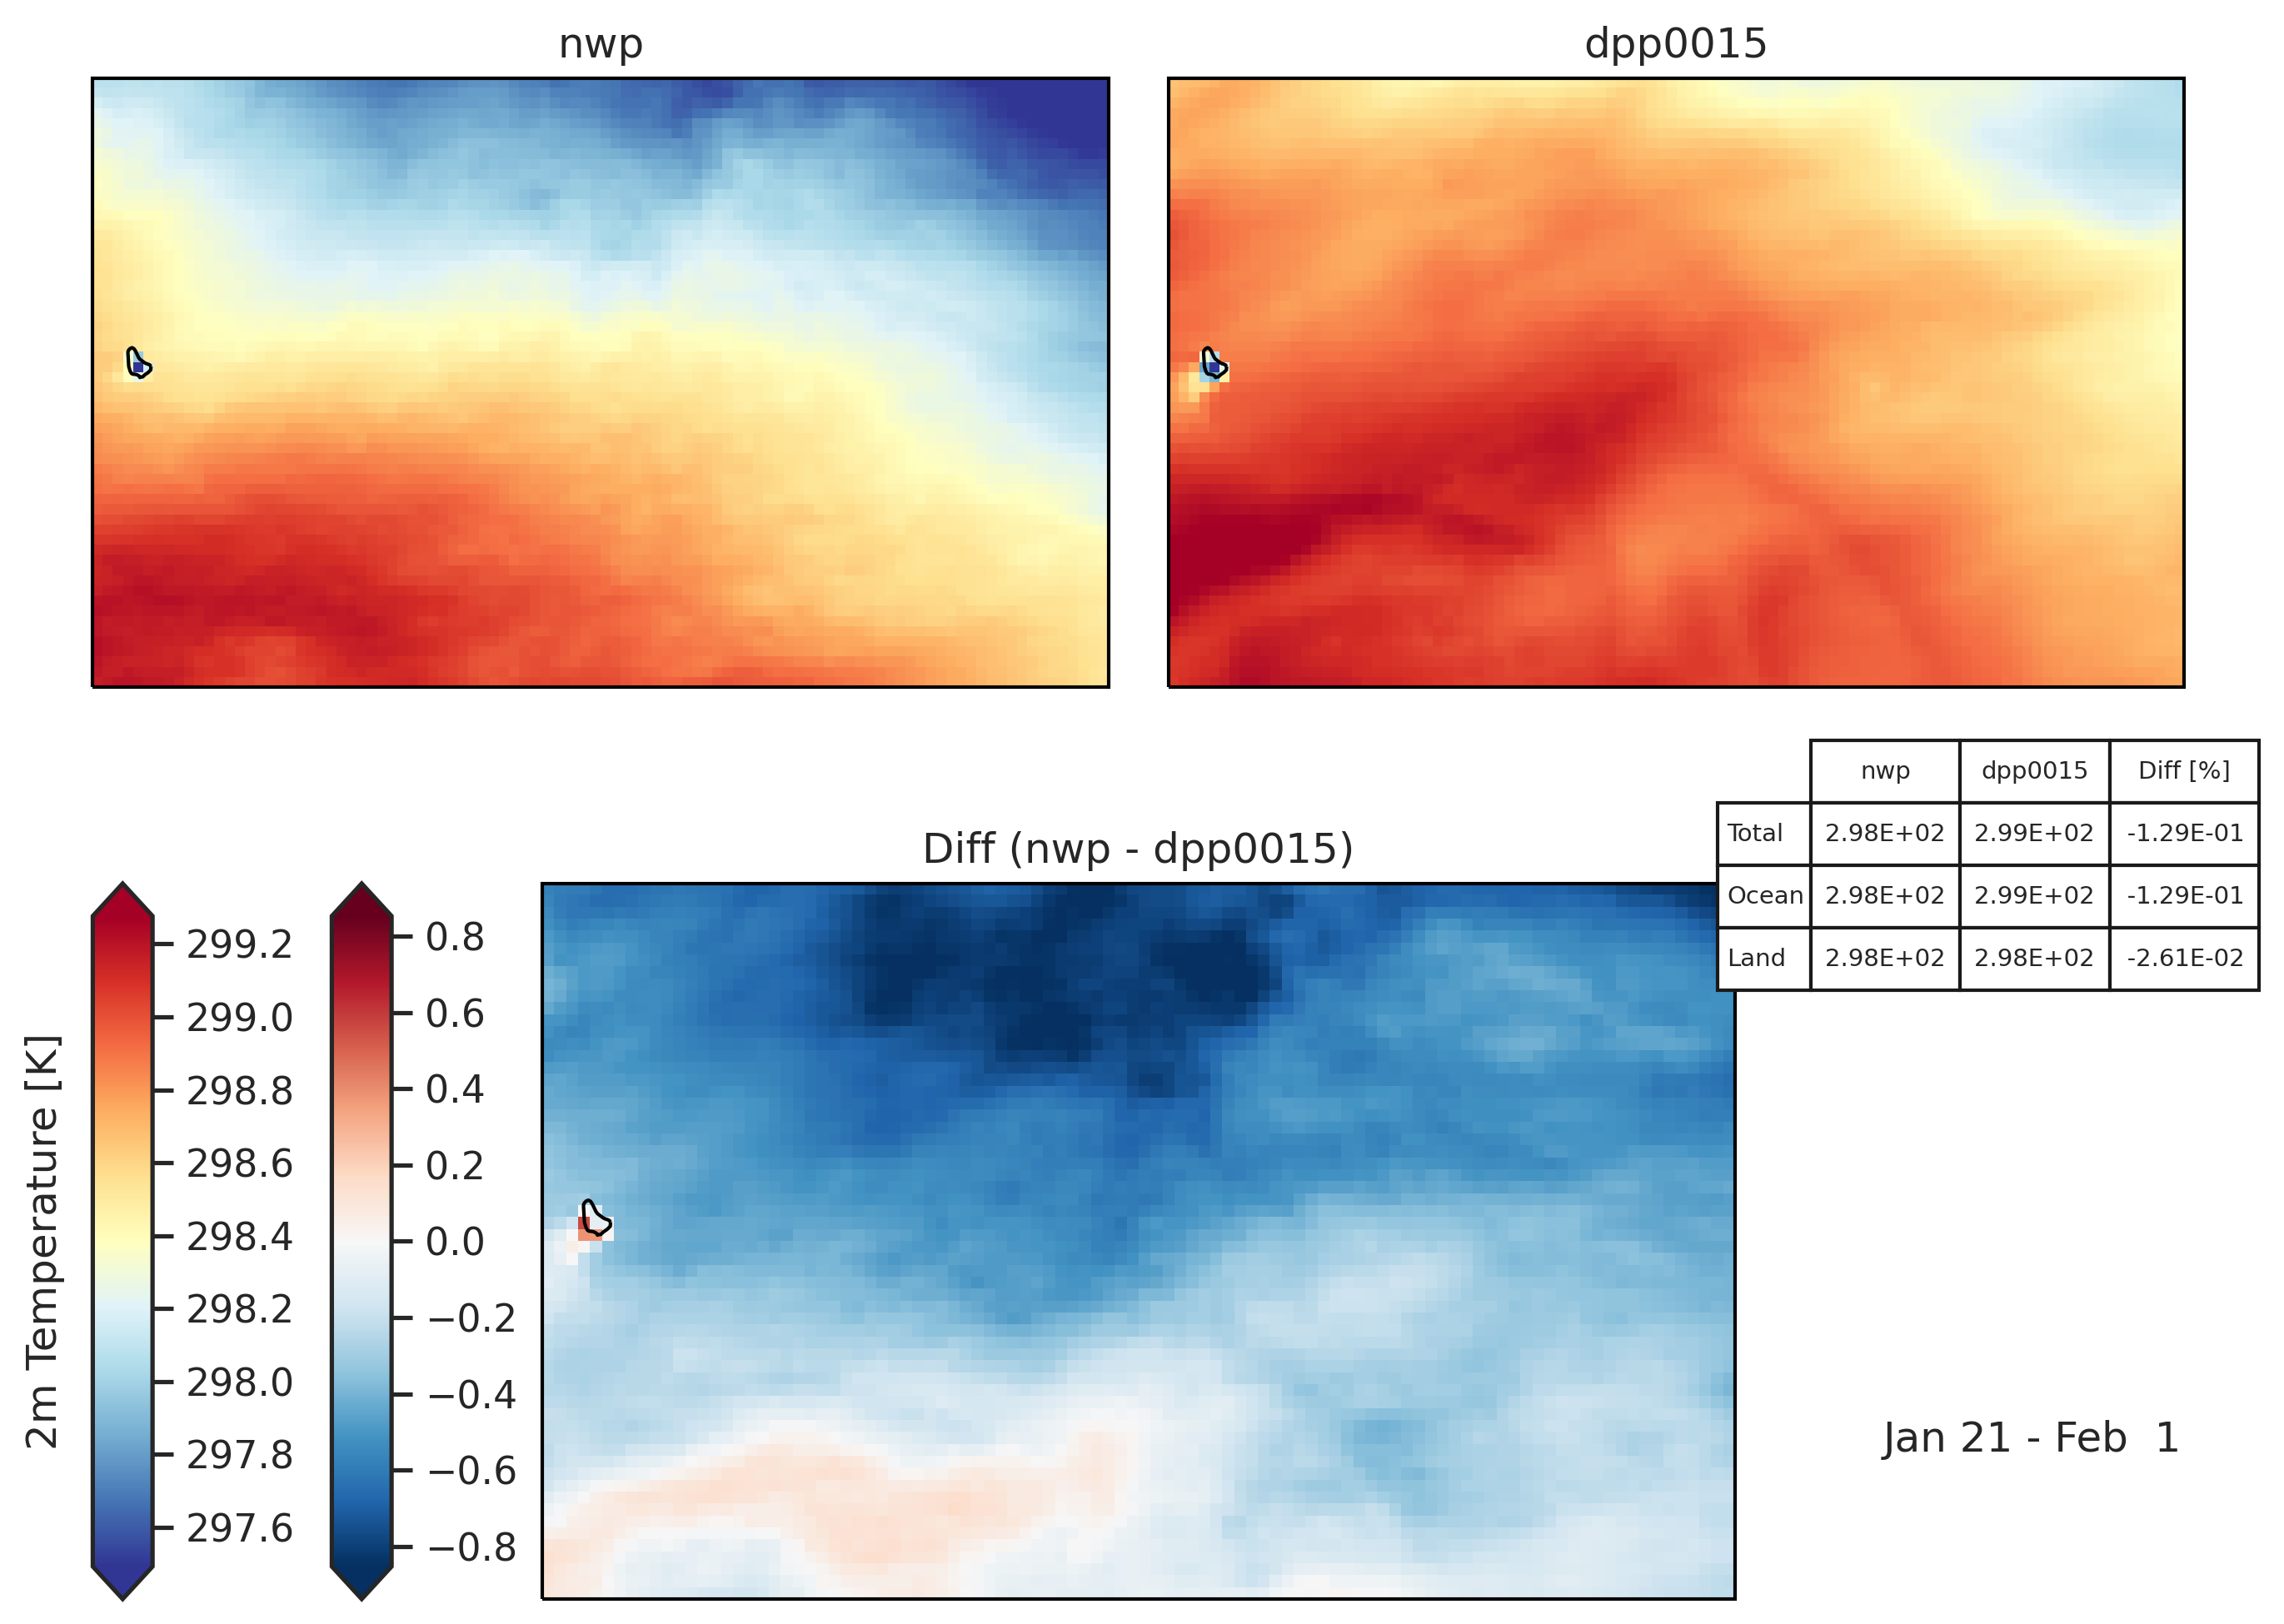 nwp
dpp0015
nwp dpp0015 Diff [%]
Total 2.98E+02 2.99E+02 -1.29E-01
Ocean 2.98E+02 2.99E+02 -1.29E-01
Land 2.98E+02 2.98E+02 -2.61E-02
Diff (nwp - dpp0015)
2m Temperature [K]
299.2
299.0
298.8
298.6
298.4
298.2
298.0
297.8
297.6
0.8
0.6
0.4
0.2
0.0
−0.2
−0.4
−0.6
−0.8
Jan 21 - Feb  1